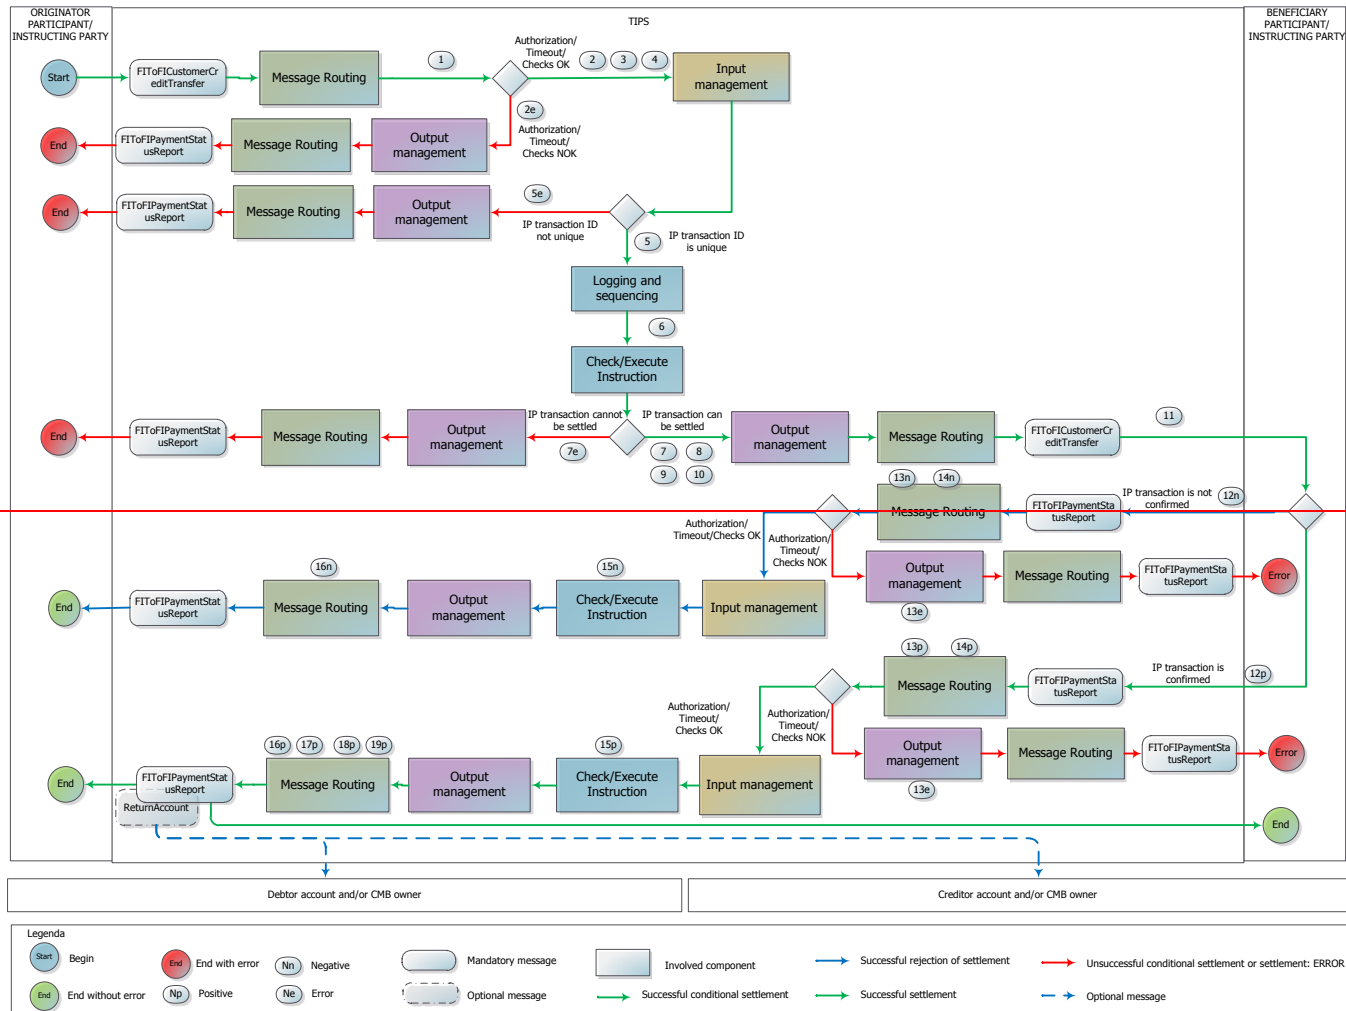 ORIGINATOR
PARTICIPANT/
INSTRUCTING PARTY
TIPS
BENEFICIARY
PARTICIPANT/
INSTRUCTING PARTY
Start
FIToFICustomerCr
editTransfer
Message Routing
1
Authorization/
Timeout/
Checks OK
2
3
4
Input
management
2e
Authorization/
Timeout/
Checks NOK
End
FIToFIPaymentStat
usReport
Message Routing
Output
management
End
FIToFIPaymentStat
usReport
Message Routing
Output
management
5e
IP transaction ID
not unique
5
IP transaction ID
is unique
Logging and
sequencing
6
Check/Execute
Instruction
End
FIToFIPaymentStat
usReport
Message Routing
Output
management
IP transaction cannot
be settled
7e
IP transaction can
be settled
7
8
9
10
Output
management
Message Routing
FIToFICustomerCr
editTransfer
11
13n
14n
Message Routing
FIToFIPaymentSta
tusReport
IP transaction is not
confirmed
12n
Authorization/
Timeout/Checks OK
Authorization/
Timeout/
Checks NOK
Output
management
13e
Message Routing
FIToFIPaymentSta
tusReport
Error
End
FIToFIPaymentStat
usReport
16n
Message Routing
Output
management
15n
Check/Execute
Instruction
Input management
13p
14p
Message Routing
FIToFIPaymentSta
tusReport
IP transaction is
confirmed
12p
Authorization/
Timeout/
Checks OK
Authorization/
Timeout/
Checks NOK
Output
management
13e
Message Routing
FIToFIPaymentSta
tusReport
Error
End
FIToFIPaymentStat
usReport
ReturnAccount
16p
17p
18p
19p
Message Routing
Output
management
15p
Check/Execute
Instruction
Input management
End
Debtor account and/or CMB owner
Creditor account and/or CMB owner
Legenda
Start
Begin
End
End with error
Nn
Negative
Mandatory message
Involved component
Successful rejection of settlement
Unsuccessful conditional settlement or settlement: ERROR
End
End without error
Np
Positive
Ne
Error
Optional message
Successful conditional settlement
Successful settlement
Optional message